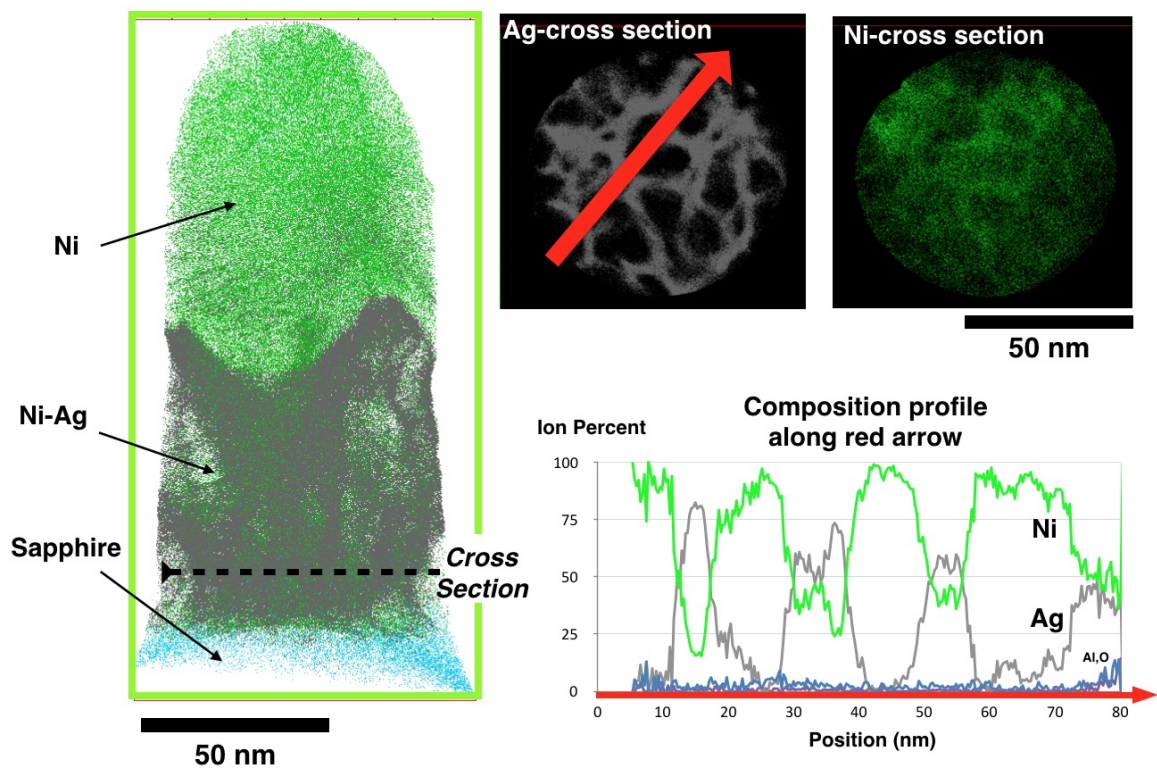 Ni
Ni-Ag
Sapphire
Cross
Section
50 nm
Ag-cross section
Ni-cross section
50 nm
Composition profile
along red arrow
Ion Percent
100
75
50
25
0
Ni
Ag
Al,O
0 10 20 30 40 50 60 70 80
Position (nm)